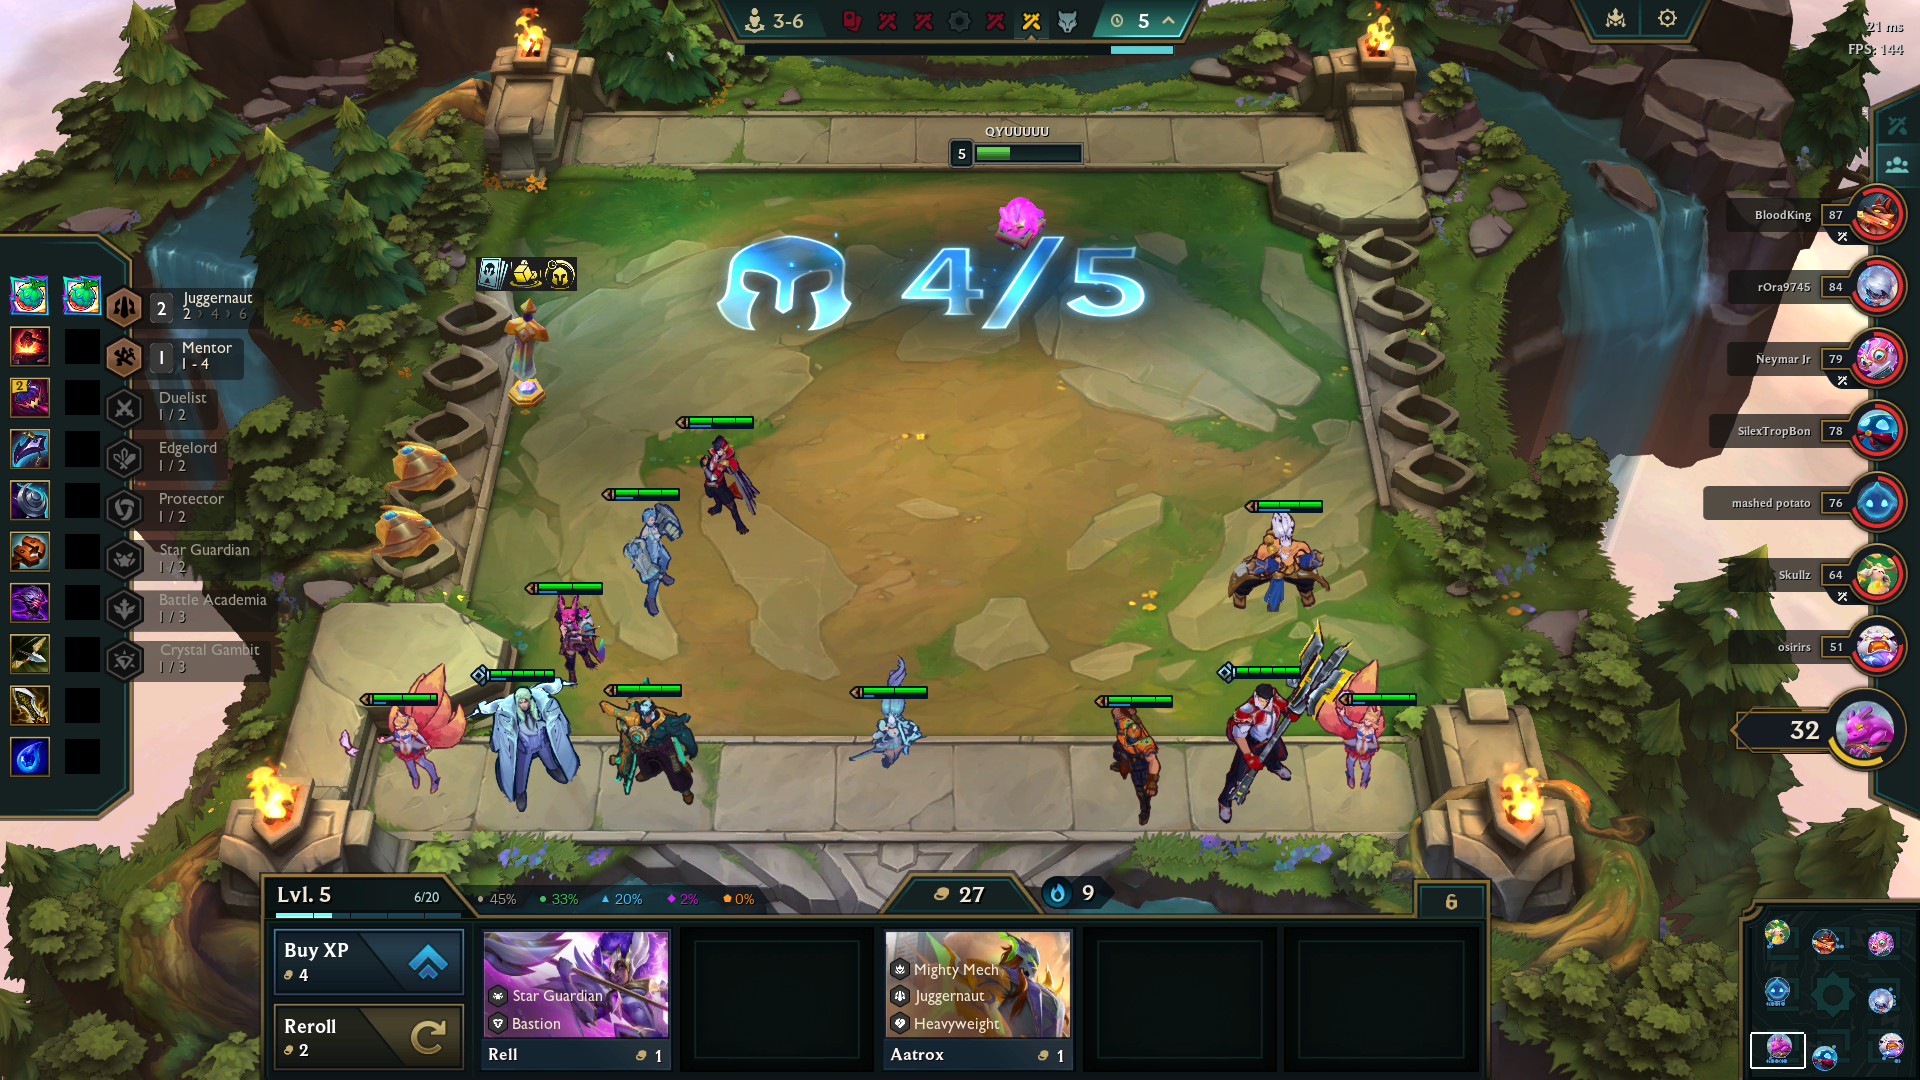 3-6
5
21 ms
FPS: 144
QYUUUUU
5
4/5
2
Juggernaut
2 › 4 › 6
1
Mentor
1 - 4
Duelist
1 / 2
Edgelord
1 / 2
Protector
1 / 2
Star Guardian
1 / 2
Battle Academia
1 / 3
Crystal Gambit
1 / 3
2
BloodKing 87
rOra9745 84
Neymar Jr 79
SilexTropBon 78
mashed potato 76
Skullz 64
osirirs 51
32
Lvl. 5
6/20
45% 33% 20% 2% 0%
27
9
6
Buy XP
4
Reroll
2
Star Guardian
Bastion
Rell 1
Mighty Mech
Juggernaut
Heavyweight
Aatrox 1